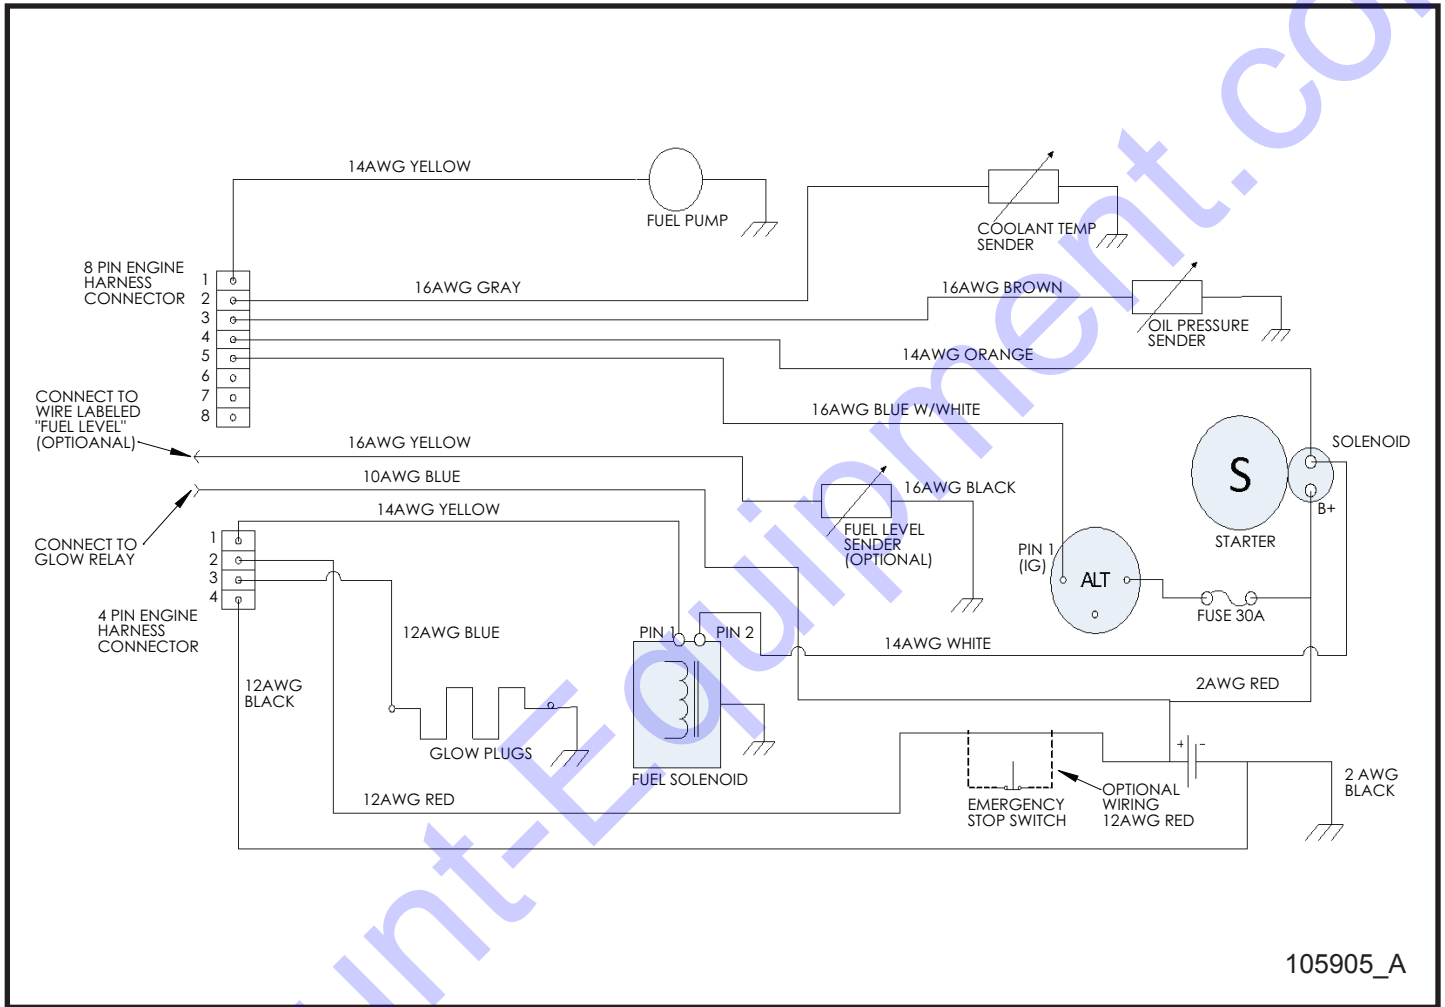 14AWG YELLOW
FUEL PUMP
COOLANT TEMP
SENDER
8 PIN ENGINE
HARNESS
CONNECTOR
1
2
3
4
5
6
7
8
16AWG GRAY
16AWG BROWN
OIL PRESSURE
SENDER
14AWG ORANGE
16AWG BLUE W/WHITE
CONNECT TO
WIRE LABELED
"FUEL LEVEL"
(OPTIOANAL)
16AWG YELLOW
10AWG BLUE
14AWG YELLOW
16AWG BLACK
FUEL LEVEL
SENDER
(OPTIONAL)
S
SOLENOID
B+
STARTER
CONNECT TO
GLOW RELAY
1
2
3
4
4 PIN ENGINE
HARNESS
CONNECTOR
PIN 1
(IG)
ALT
FUSE 30A
12AWG BLUE
PIN 1
PIN 2
14AWG WHITE
12AWG
BLACK
2AWG RED
GLOW PLUGS
FUEL SOLENOID
+
−
12AWG RED
EMERGENCY
STOP SWITCH
OPTIONAL
WIRING
12AWG RED
2 AWG
BLACK
105905_A
unt-Equipment.co